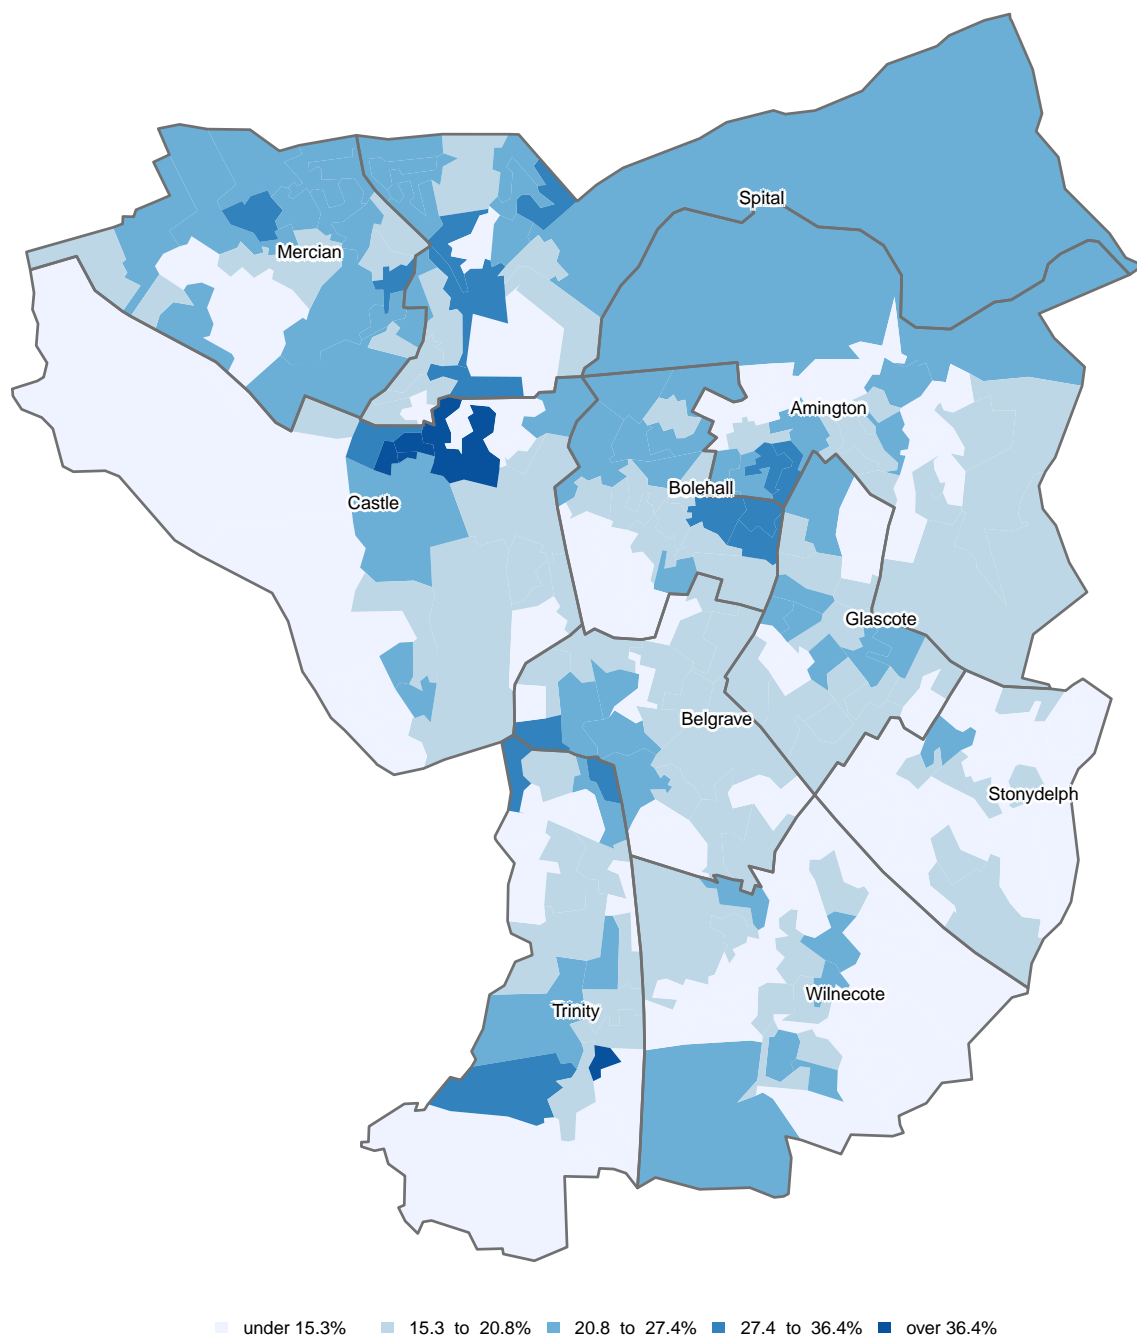 Spital
Mercian
Amington
Bolehall
Castle
Glascote
Belgrave
Stonydelph
Wilnecote
Trinity
under 15.3% 15.3 to 20.8% 20.8 to 27.4% 27.4 to 36.4% over 36.4%